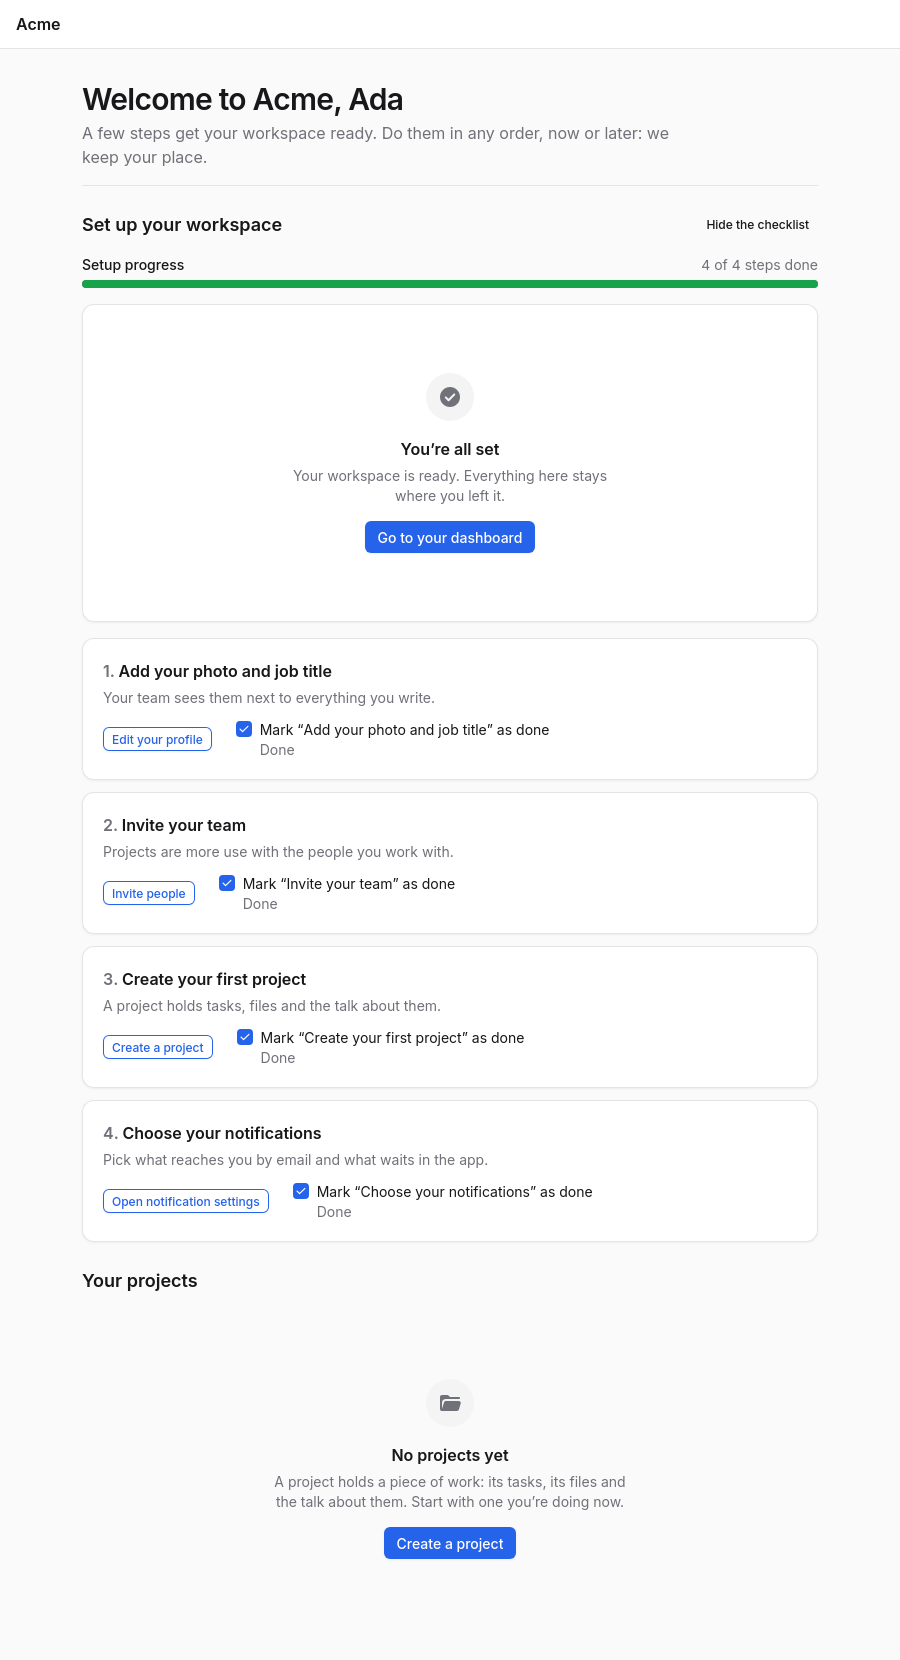 Acme
Welcome to Acme, Ada
A few steps get your workspace ready. Do them in any order, now or later: we
keep your place.
Set up your workspace
Hide the checklist
Setup progress
4 of 4 steps done
You’re all set
Your workspace is ready. Everything here stays
where you left it.
Go to your dashboard
1. Add your photo and job title
Your team sees them next to everything you write.
Edit your profile
Mark “Add your photo and job title” as done
Done
2. Invite your team
Projects are more use with the people you work with.
Invite people
Mark “Invite your team” as done
Done
3. Create your first project
A project holds tasks, files and the talk about them.
Create a project
Mark “Create your first project” as done
Done
4. Choose your notifications
Pick what reaches you by email and what waits in the app.
Open notification settings
Mark “Choose your notifications” as done
Done
Your projects
No projects yet
A project holds a piece of work: its tasks, its files and
the talk about them. Start with one you’re doing now.
Create a project